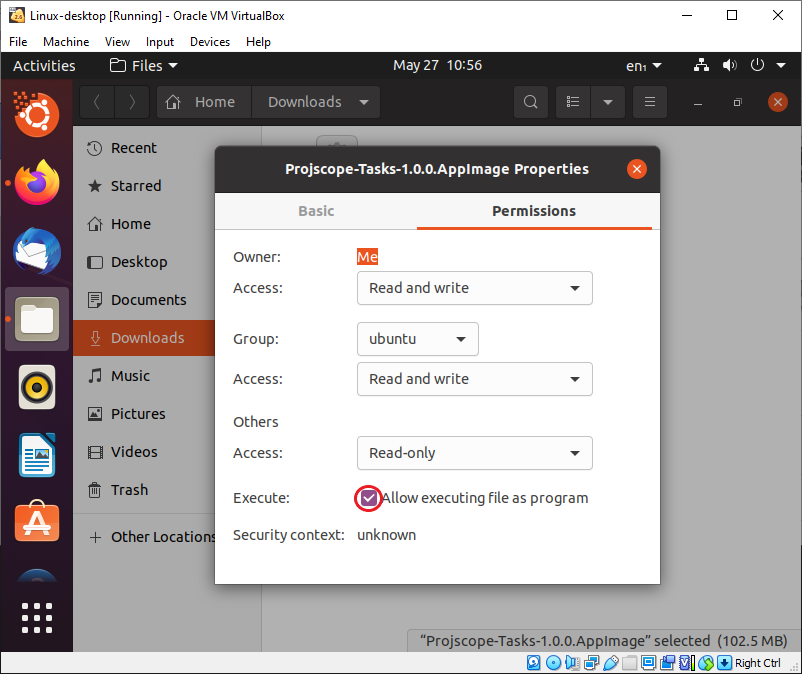 Linux-desktop [Running] - Oracle VM VirtualBox
File Machine View Input Devices Help
Activities Files May 27 10:56 en₁
Home Downloads
Recent
Starred
Home
Desktop
Documents
Downloads
Music
Pictures
Videos
Trash
Other Locations
Projscope-Tasks-1.0.0.AppImage Properties
Basic Permissions
Owner: Me
Access: Read and write
Group: ubuntu
Access: Read and write
Others
Access: Read-only
Execute: Allow executing file as program
Security context: unknown
“Projscope-Tasks-1.0.0.AppImage” selected (102.5 MB)
Right Ctrl